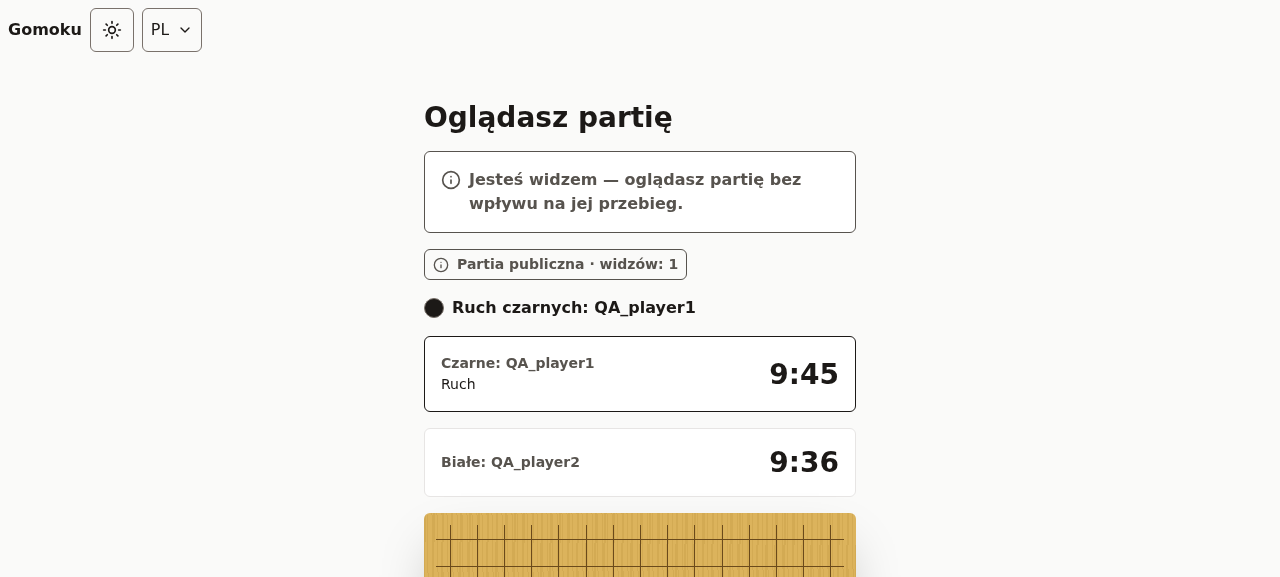 Gomoku
PL
Oglądasz partię
Jesteś widzem — oglądasz partię bez
wpływu na jej przebieg.
Partia publiczna · widzów: 1
Ruch czarnych: QA_player1
Czarne: QA_player1
Ruch
9:45
Białe: QA_player2
9:36